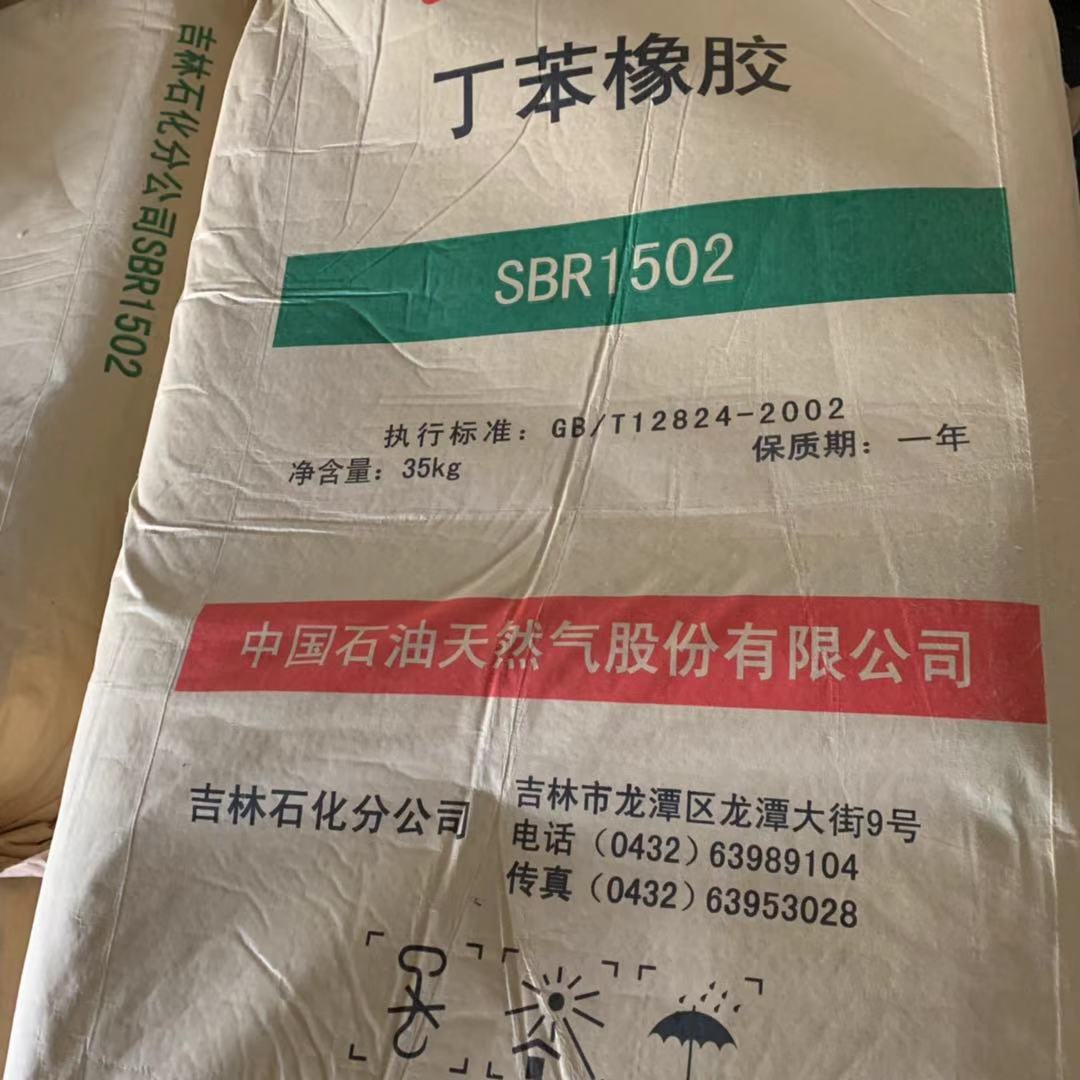 吉林石化分公司SBR1502
丁苯橡胶
SBR1502
执行标准：GB/T12824-2002
净含量：35kg
保质期：一年
中国石油天然气股份有限公司
吉林石化分公司
吉林市龙潭区龙潭大街9号
电话（0432）63989104
传真（0432）63953028